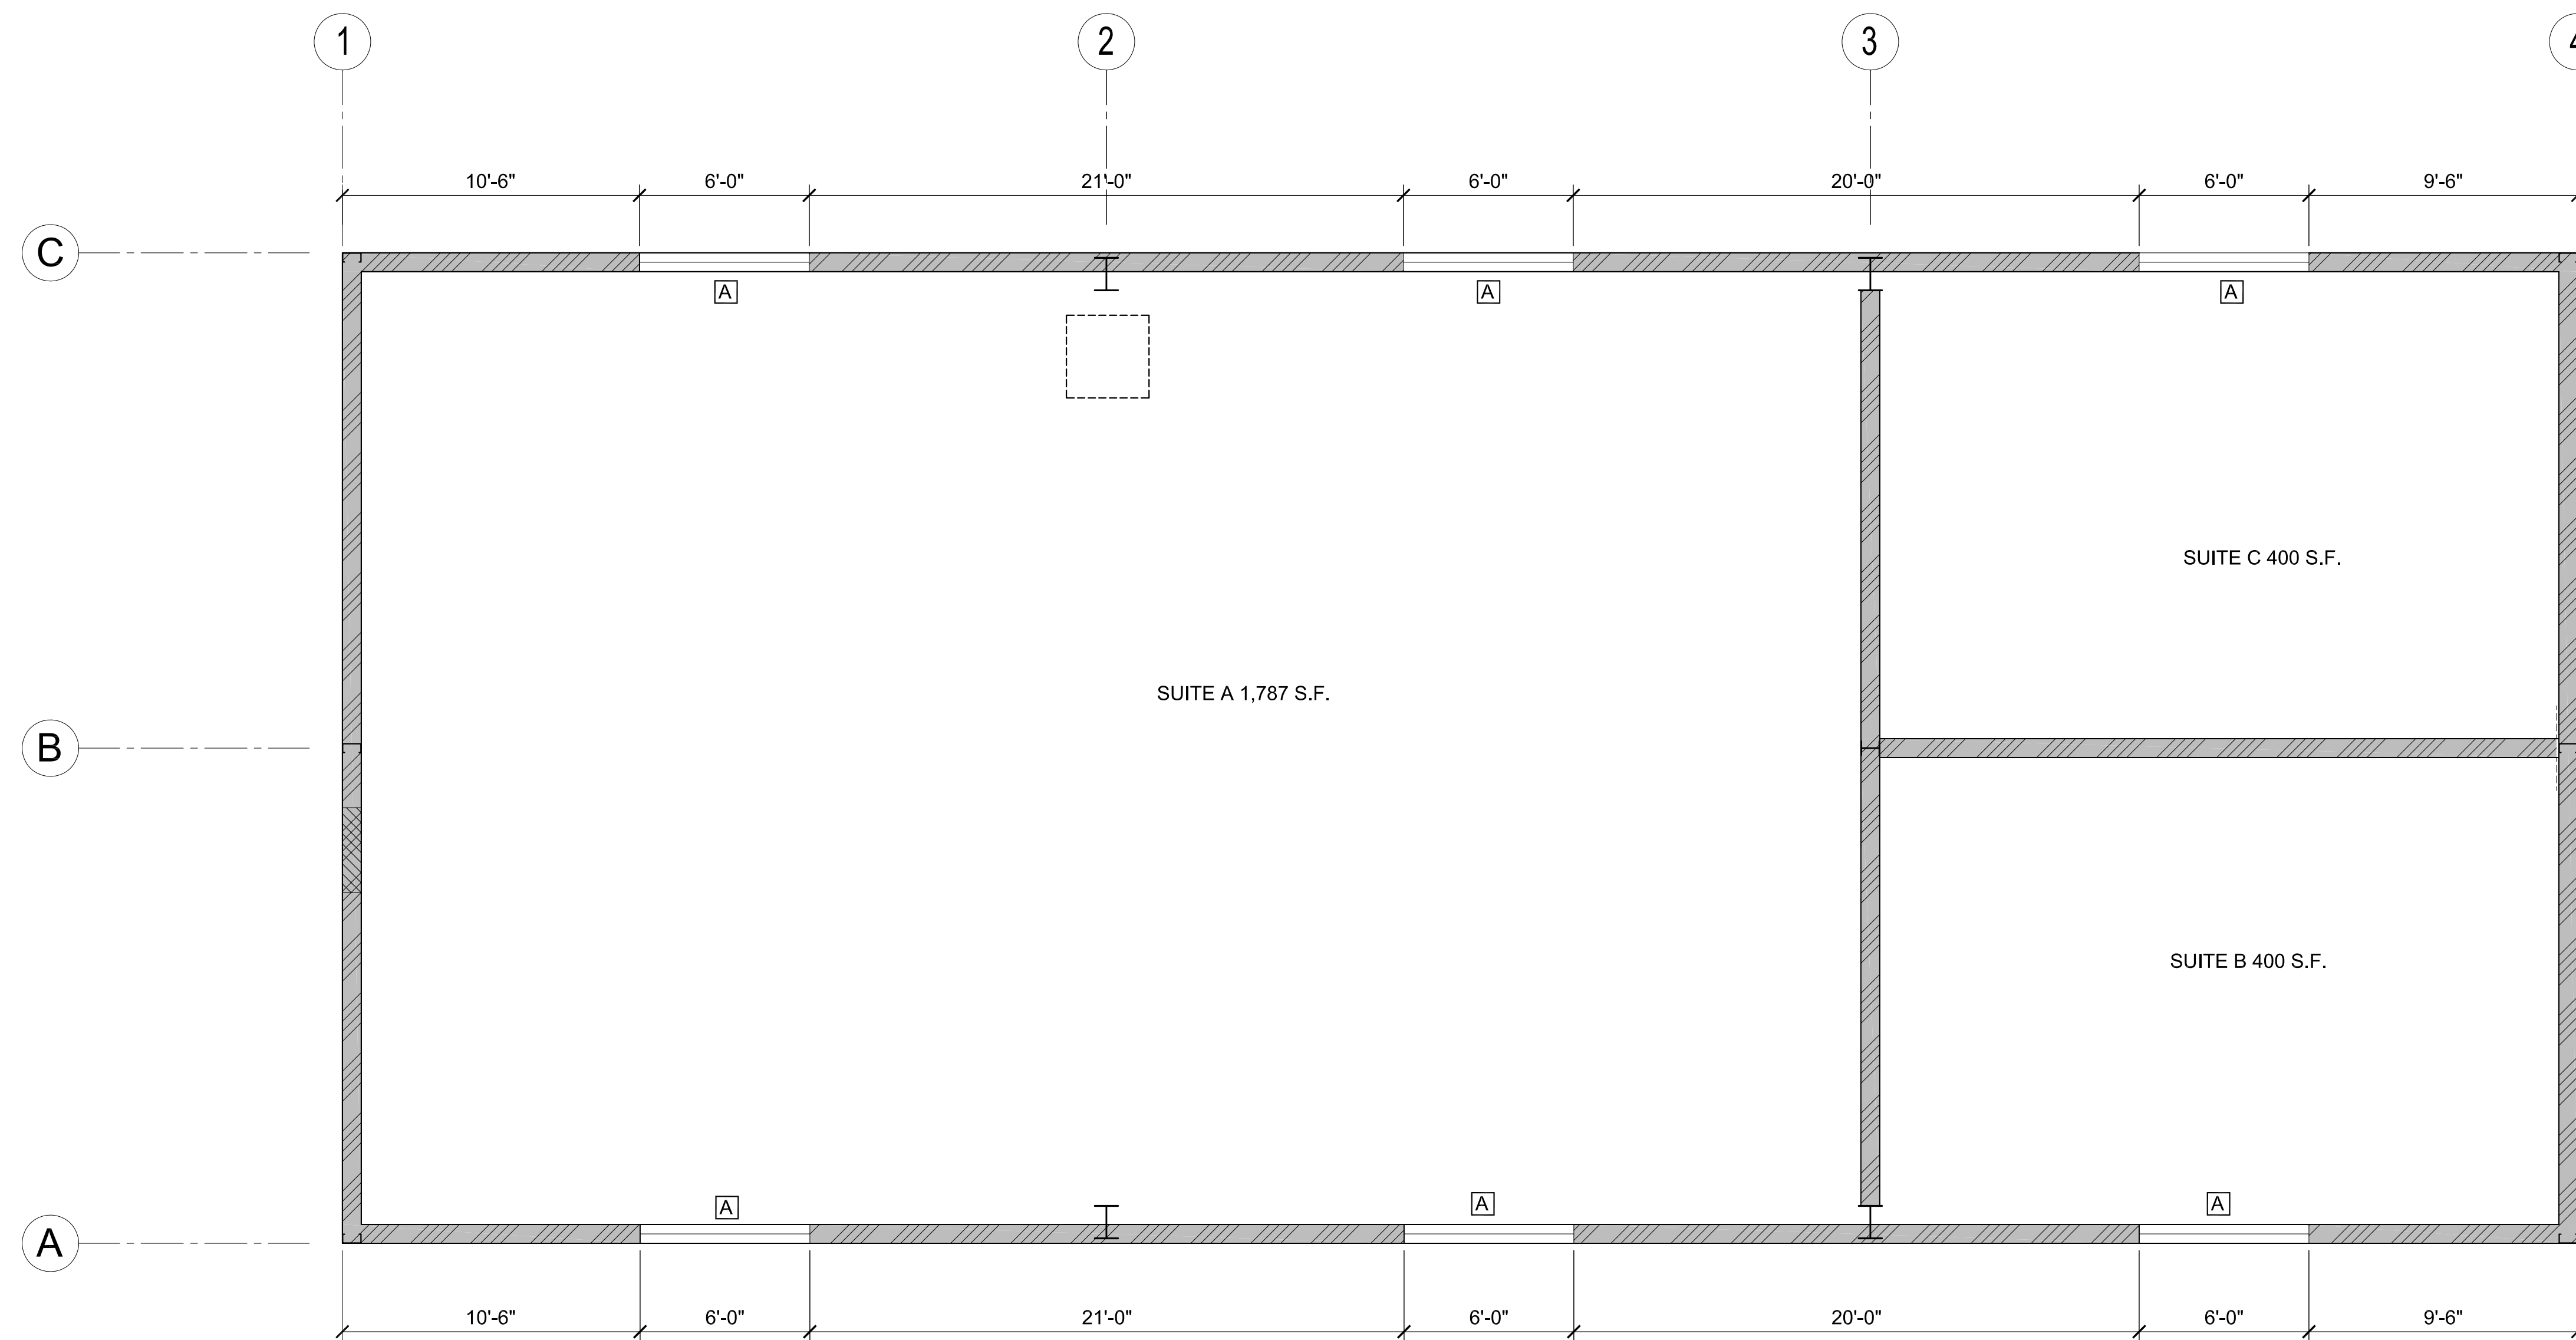 1 2 3
10'-6" 6'-0" 21'-0" 6'-0" 20'-0" 6'-0" 9'-6"
C
A A A
SUITE C 400 S.F.
SUITE A 1,787 S.F.
B
SUITE B 400 S.F.
A A A
A
10'-6" 6'-0" 21'-0" 6'-0" 20'-0" 6'-0" 9'-6"